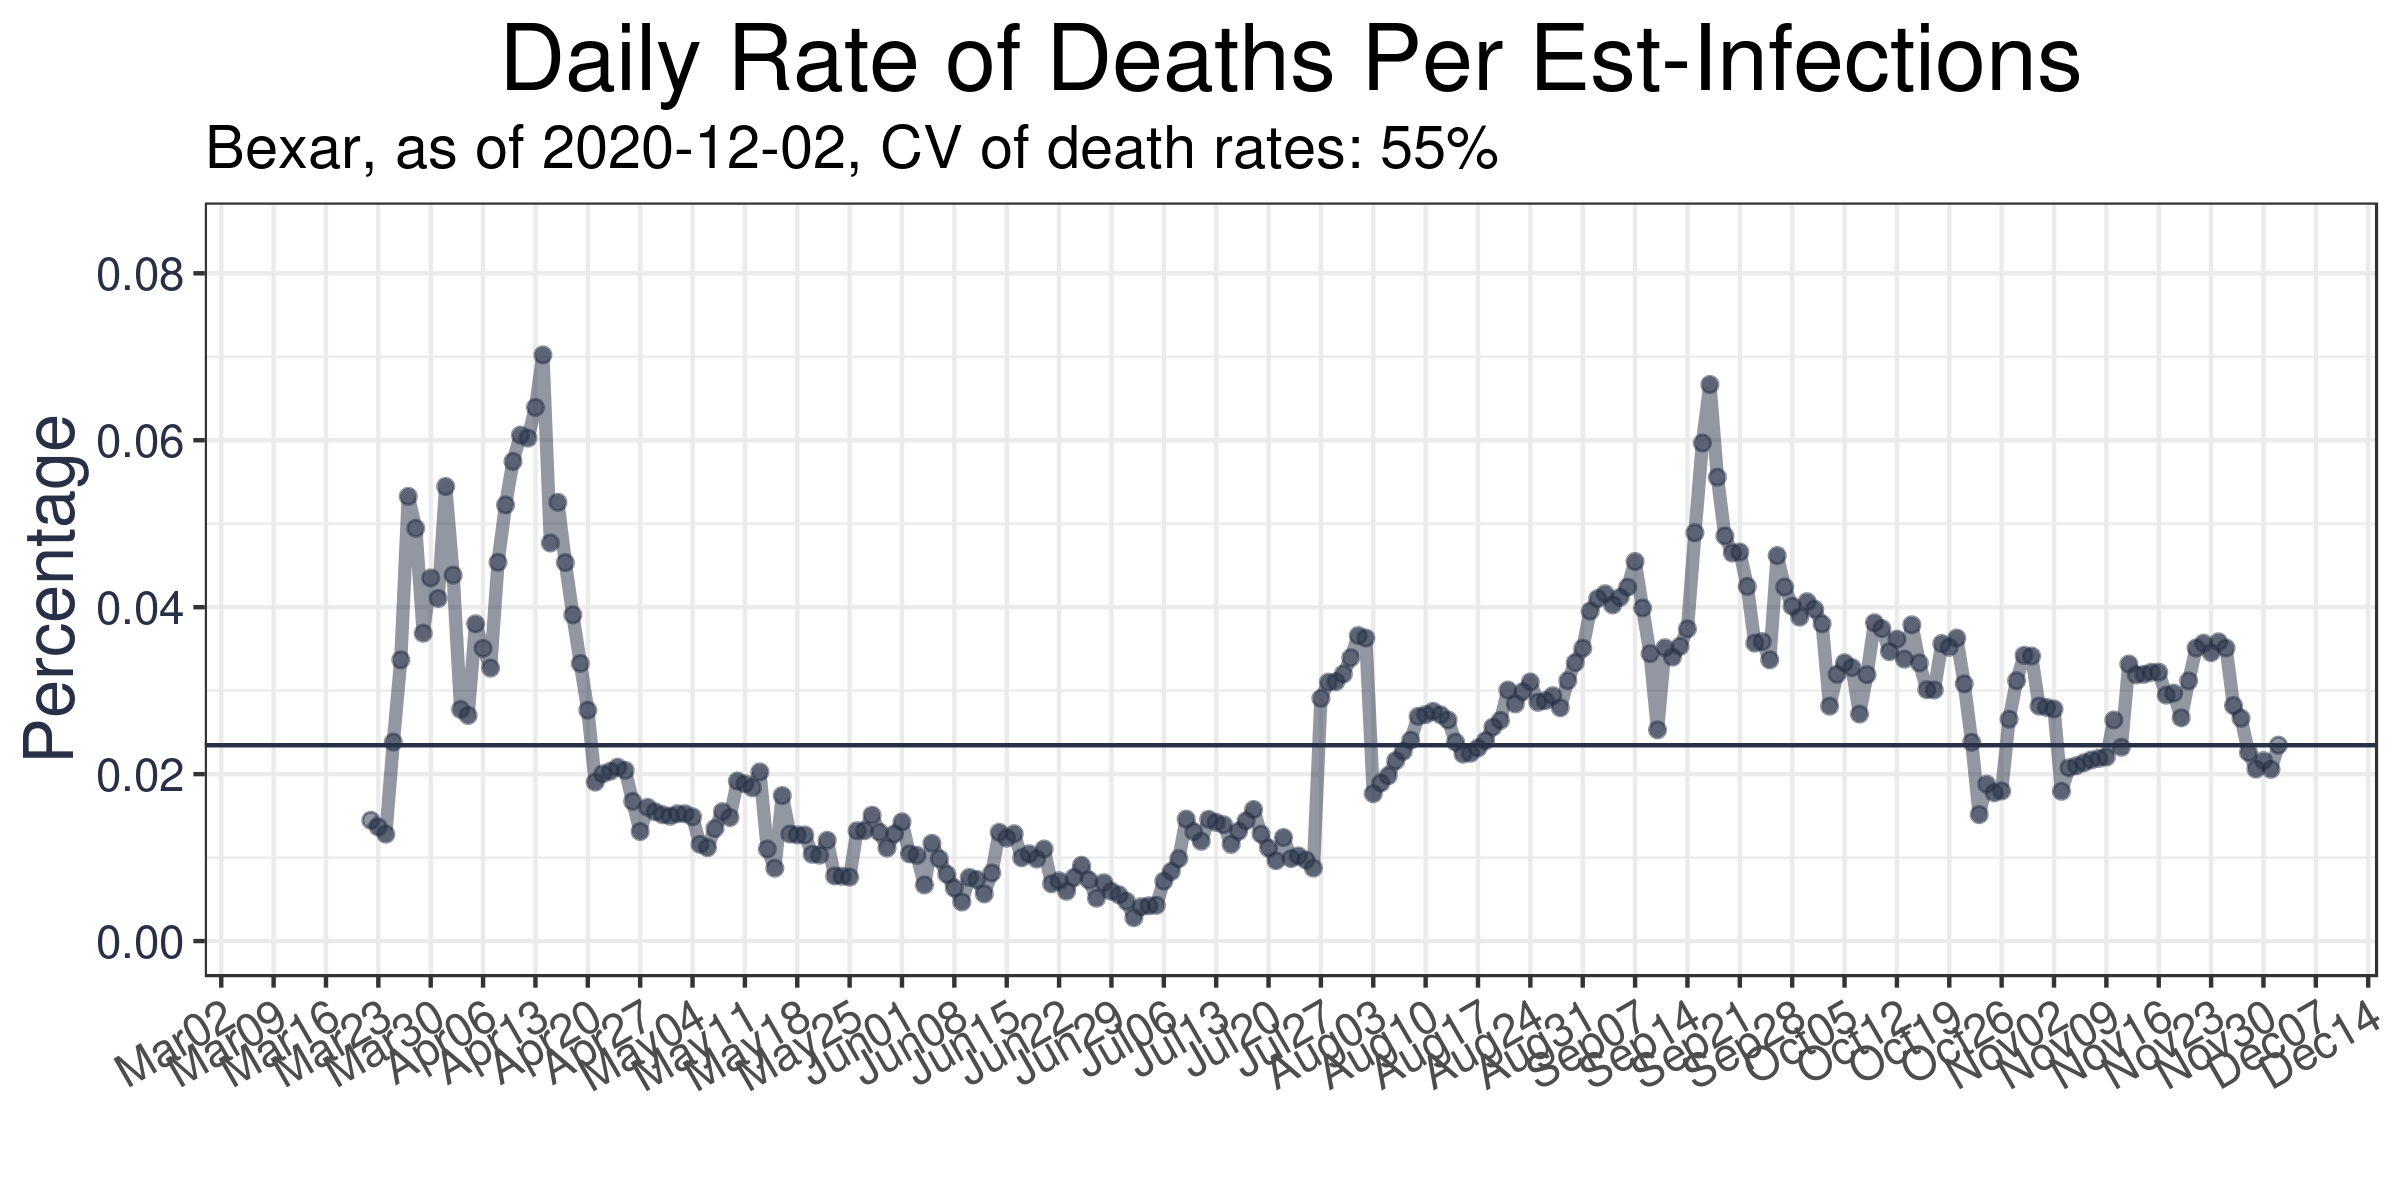 Daily Rate of Deaths Per Est-Infections
Bexar, as of 2020-12-02, CV of death rates: 55%
Percentage
0.08
0.06
0.04
0.02
0.00
Mar02
Mar09
Mar16
Mar23
Mar30
Apr06
Apr13
Apr20
Apr27
May04
May11
May18
May25
Jun01
Jun08
Jun15
Jun22
Jun29
Jul06
Jul13
Jul20
Jul27
Aug03
Aug10
Aug17
Aug24
Aug31
Sep07
Sep14
Sep21
Sep28
Oct05
Oct12
Oct19
Oct26
Nov02
Nov09
Nov16
Nov23
Nov30
Dec07
Dec14